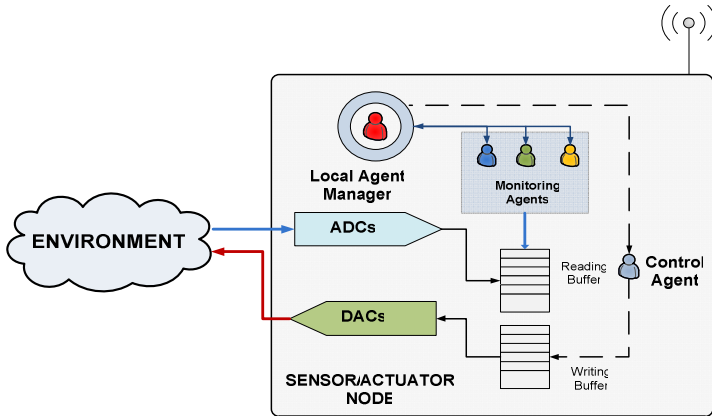 Local Agent
Manager
Monitoring
Agents
ENVIRONMENT
ADCs
Reading
Buffer
Control
Agent
DACs
Writing
Buffer
SENSOR/ACTUATOR
NODE